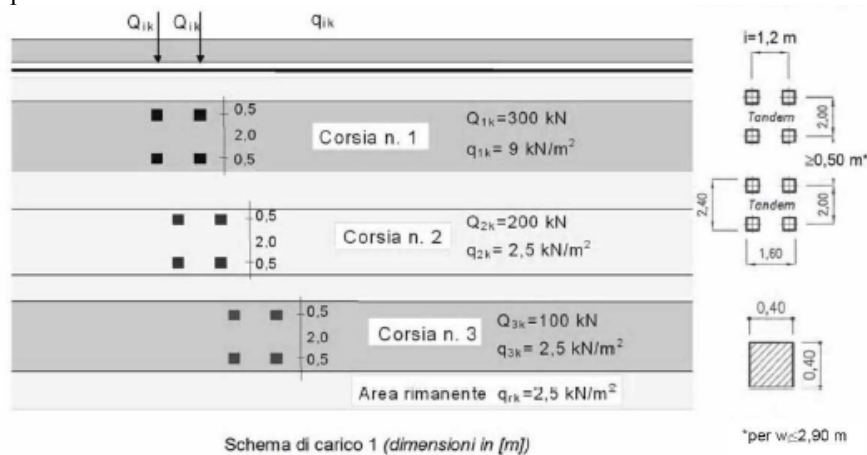 Qik Qik qik
0,5
2,0
0,5
Corsia n. 1
Q1k=300 kN
q1k= 9 kN/m²
0,5
2,0
0,5
Corsia n. 2
Q2k=200 kN
q2k= 2,5 kN/m²
0,5
2,0
0,5
Corsia n. 3
Q3k=100 kN
q3k= 2,5 kN/m²
Area rimanente qrk=2,5 kN/m²
Schema di carico 1 (dimensioni in [m])
i=1,2 m
Tandem
2,00
≥0,50 m*
Tandem
2,40
2,00
1,60
0,40
0,40
*per w≤2,90 m